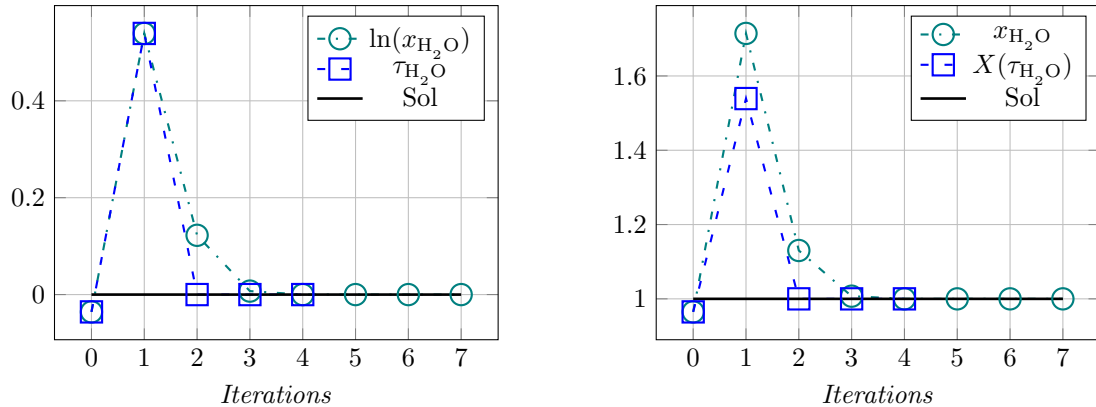 ln(x_{H_2O})
τ_{H_2O}
Sol
0.4
0.2
0
0 1 2 3 4 5 6 7
Iterations
x_{H_2O}
X(τ_{H_2O})
Sol
1.6
1.4
1.2
1
0 1 2 3 4 5 6 7
Iterations